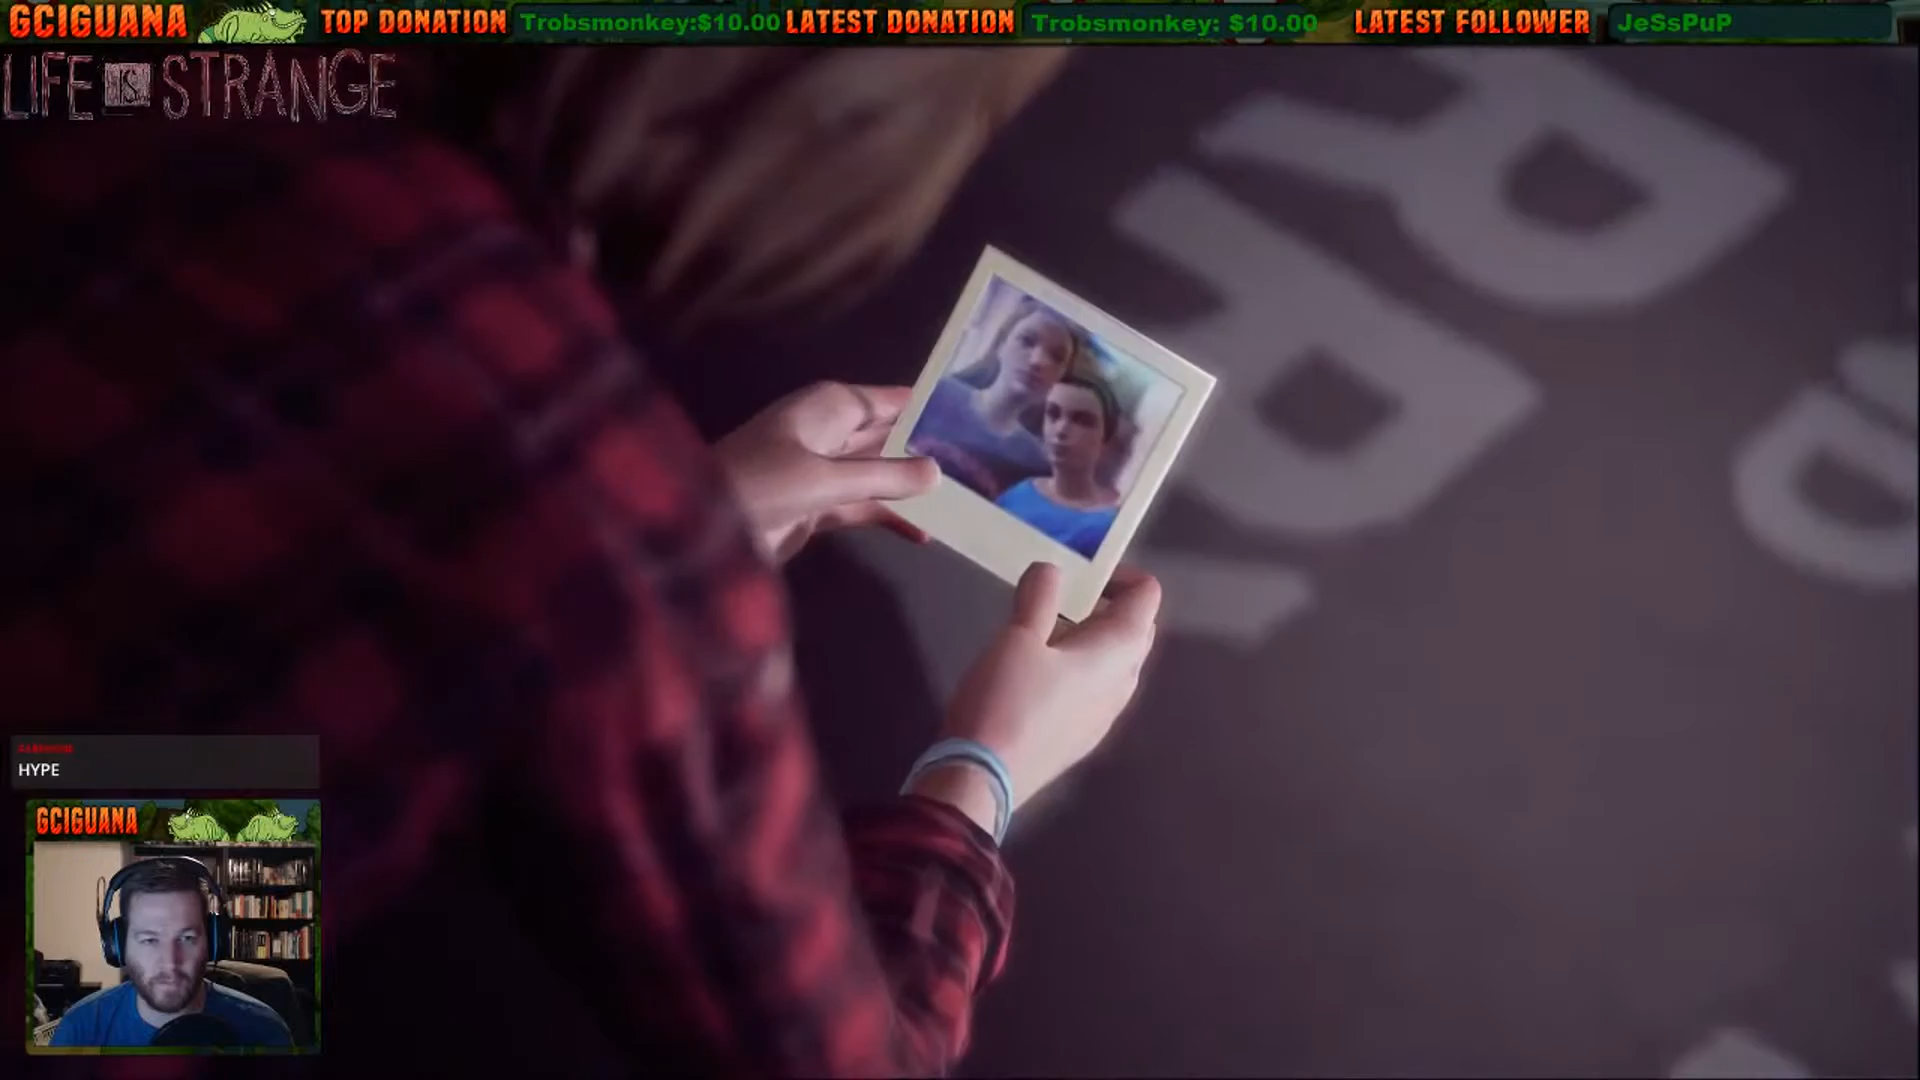 GCIGUANA TOP DONATION Trobsmonkey:$10.00 LATEST DONATION Trobsmonkey: $10.00 LATEST FOLLOWER JeSsPuP
LIFE IS STRANGE
HYPE
GCIGUANA